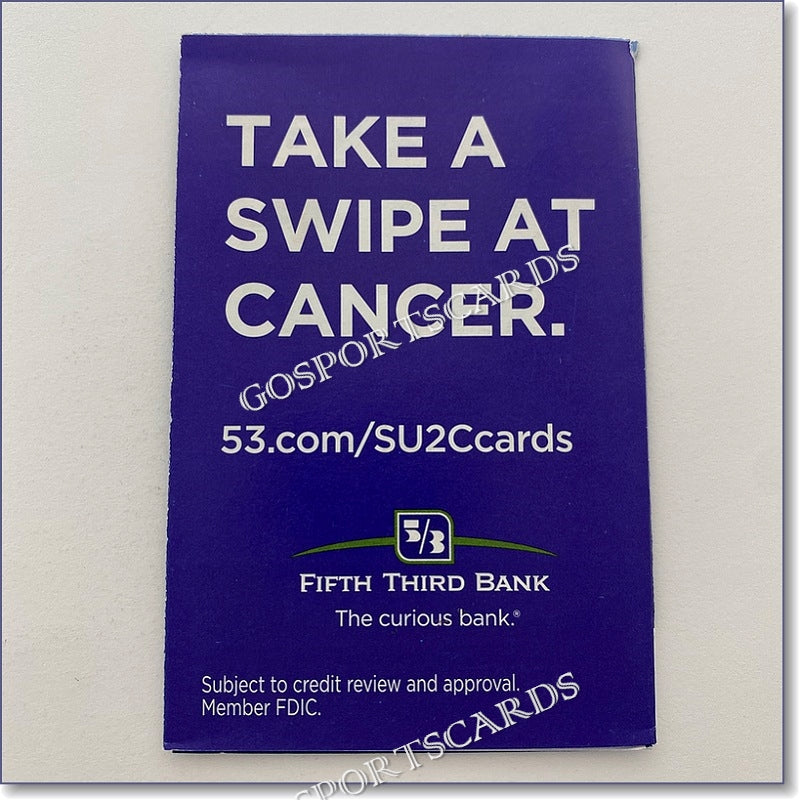 TAKE A
SWIPE AT
CANCER.
GOSPORTSCARDS
53.com/SU2Ccards
5/3
FIFTH THIRD BANK
The curious bank.®
Subject to credit review and approval.
Member FDIC.
SPORTSCARDS